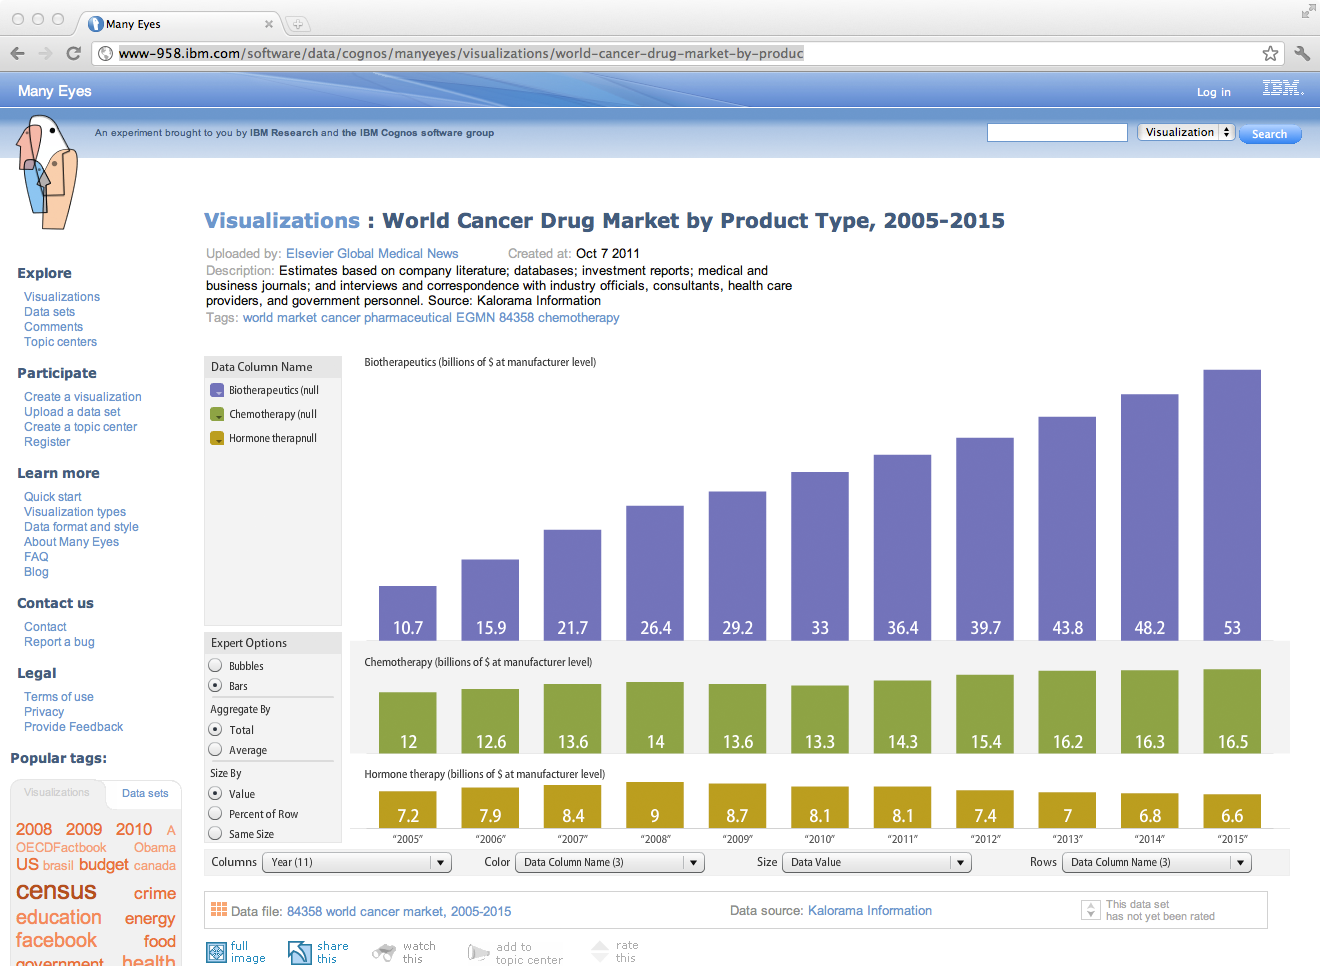 Many Eyes
www-958.ibm.com/software/data/cognos/manyeyes/visualizations/world-cancer-drug-market-by-produc
Many Eyes
Log in
IBM.
An experiment brought to you by IBM Research and the IBM Cognos software group
Visualization
Search
Visualizations : World Cancer Drug Market by Product Type, 2005-2015
Uploaded by: Elsevier Global Medical News Created at: Oct 7 2011
Description: Estimates based on company literature; databases; investment reports; medical and
business journals; and interviews and correspondence with industry officials, consultants, health care
providers, and government personnel. Source: Kalorama Information
Tags: world market cancer pharmaceutical EGMN 84358 chemotherapy
Explore
Visualizations
Data sets
Comments
Topic centers
Participate
Create a visualization
Upload a data set
Create a topic center
Register
Learn more
Quick start
Visualization types
Data format and style
About Many Eyes
FAQ
Blog
Contact us
Contact
Report a bug
Legal
Terms of use
Privacy
Provide Feedback
Popular tags:
Visualizations Data sets
2008 2009 2010 A
OECDFactbook Obama
US brasil budget canada
census crime
education energy
facebook food
government health
Data Column Name
Biotherapeutics (null
Chemotherapy (null
Hormone therapnull
Expert Options
Bubbles
Bars
Aggregate By
Total
Average
Size By
Value
Percent of Row
Same Size
Biotherapeutics (billions of $ at manufacturer level)
10.7 15.9 21.7 26.4 29.2 33 36.4 39.7 43.8 48.2 53
Chemotherapy (billions of $ at manufacturer level)
12 12.6 13.6 14 13.6 13.3 14.3 15.4 16.2 16.3 16.5
Hormone therapy (billions of $ at manufacturer level)
7.2 7.9 8.4 9 8.7 8.1 8.1 7.4 7 6.8 6.6
“2005” “2006” “2007” “2008” “2009” “2010” “2011” “2012” “2013” “2014” “2015”
Columns Year (11) Color Data Column Name (3) Size Data Value Rows Data Column Name (3)
Data file: 84358 world cancer market, 2005-2015
Data source: Kalorama Information
This data set
has not yet been rated
full
image
share
this
watch
this
add to
topic center
rate
this